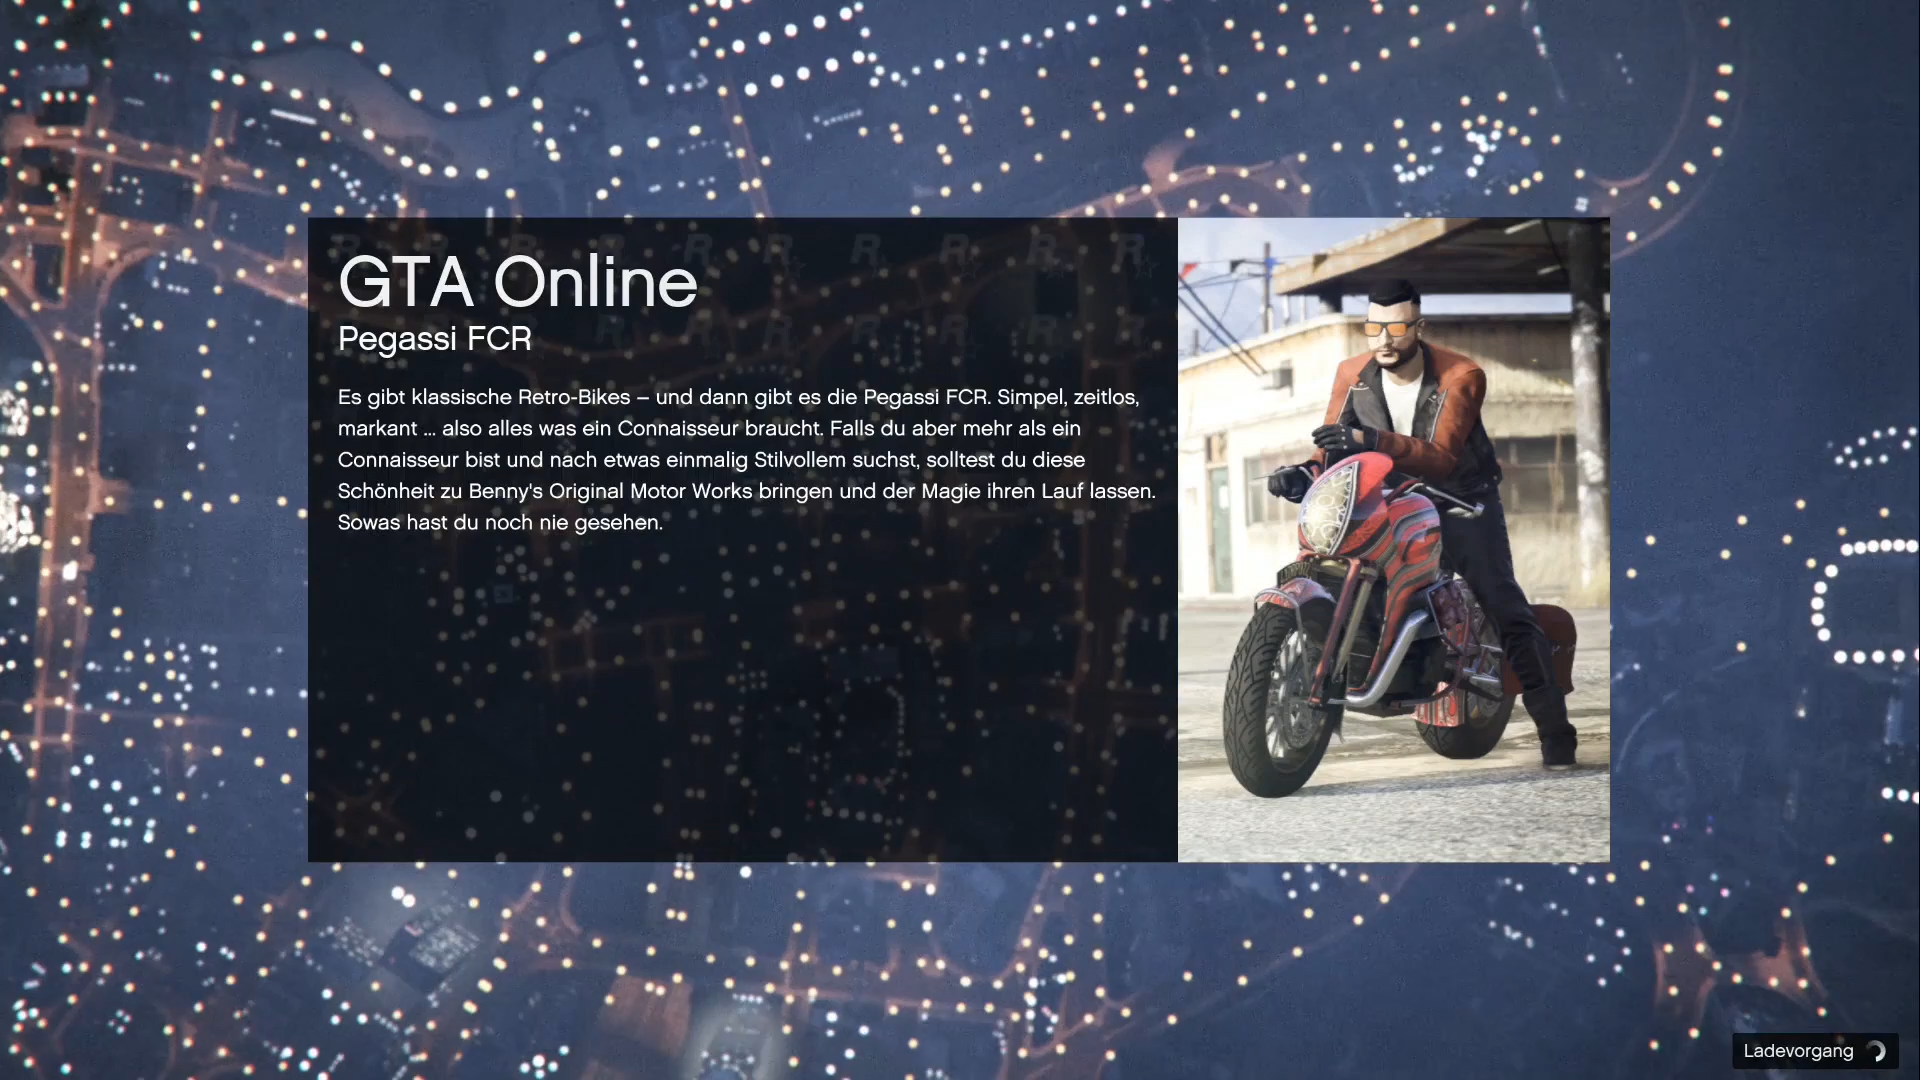 GTA Online
Pegassi FCR
Es gibt klassische Retro-Bikes – und dann gibt es die Pegassi FCR. Simpel, zeitlos,
markant ... also alles was ein Connaisseur braucht. Falls du aber mehr als ein
Connaisseur bist und nach etwas einmalig Stilvollem suchst, solltest du diese
Schönheit zu Benny's Original Motor Works bringen und der Magie ihren Lauf lassen.
Sowas hast du noch nie gesehen.
Ladevorgang